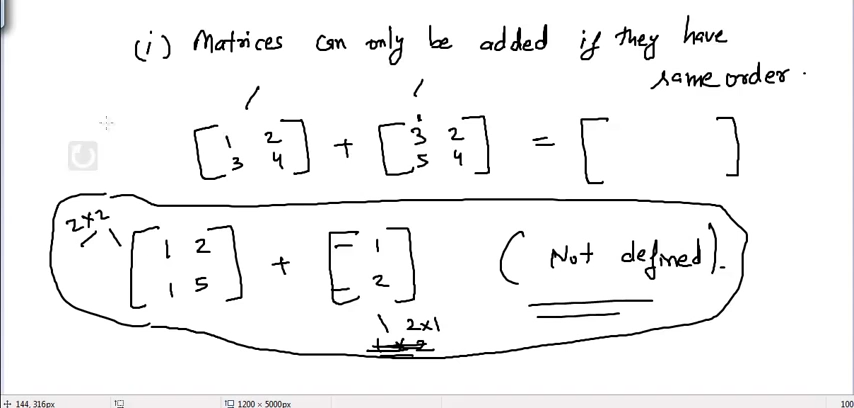 (i) Matrices can only be added if they have
same order.
[1 2 + [3 2 = [ ]
3 4] 5 4]
2×2
[1 2 + [– 1 (Not defined).
1 5] – 2]
2×1
144, 316px 1200 × 5000px 100